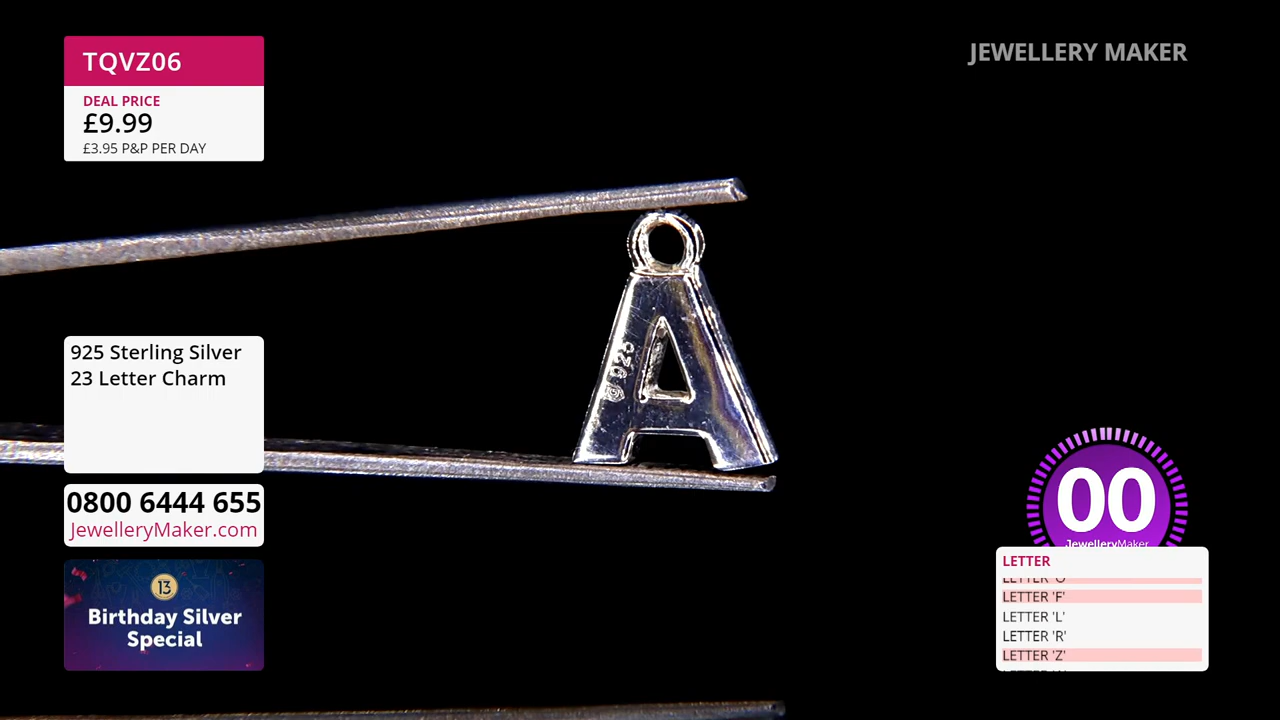 TQVZ06
DEAL PRICE
£9.99
£3.95 P&P PER DAY
JEWELLERY MAKER
925
925 Sterling Silver
23 Letter Charm
0800 6444 655
JewelleryMaker.com
13
Birthday Silver
Special
00
JewelleryMaker
LETTER
LETTER 'F'
LETTER 'L'
LETTER 'R'
LETTER 'Z'
A